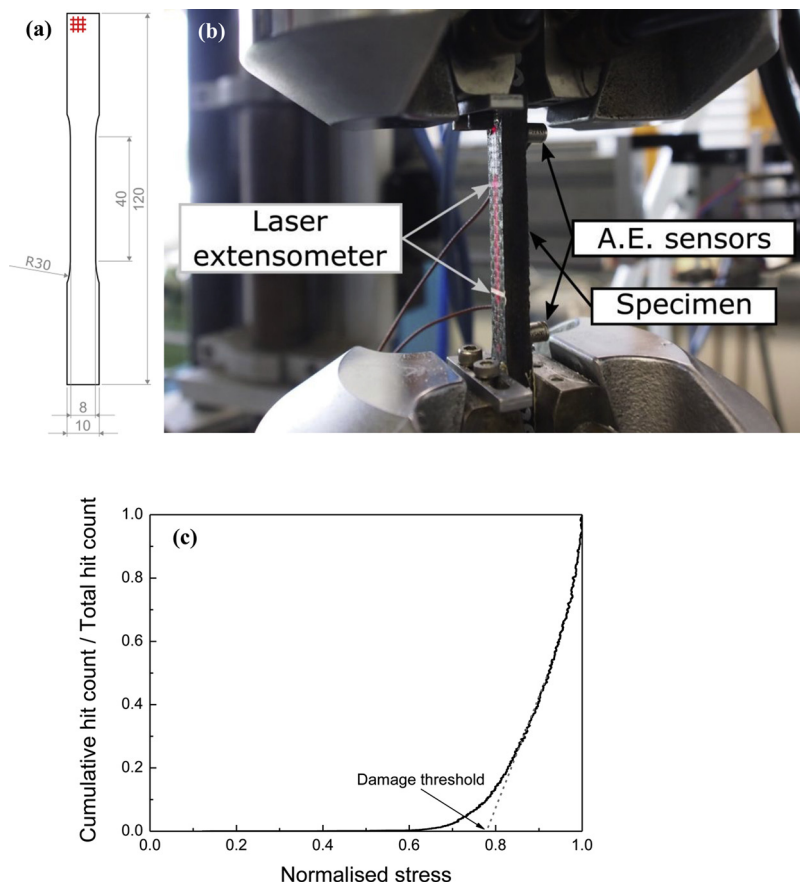 (a)
40
120
R30
8
10
(b)
Laser
extensometer
A.E. sensors
Specimen
(c)
Cumulative hit count / Total hit count
1.0
0.8
0.6
0.4
0.2
0.0
Damage threshold
0.0 0.2 0.4 0.6 0.8 1.0
Normalised stress